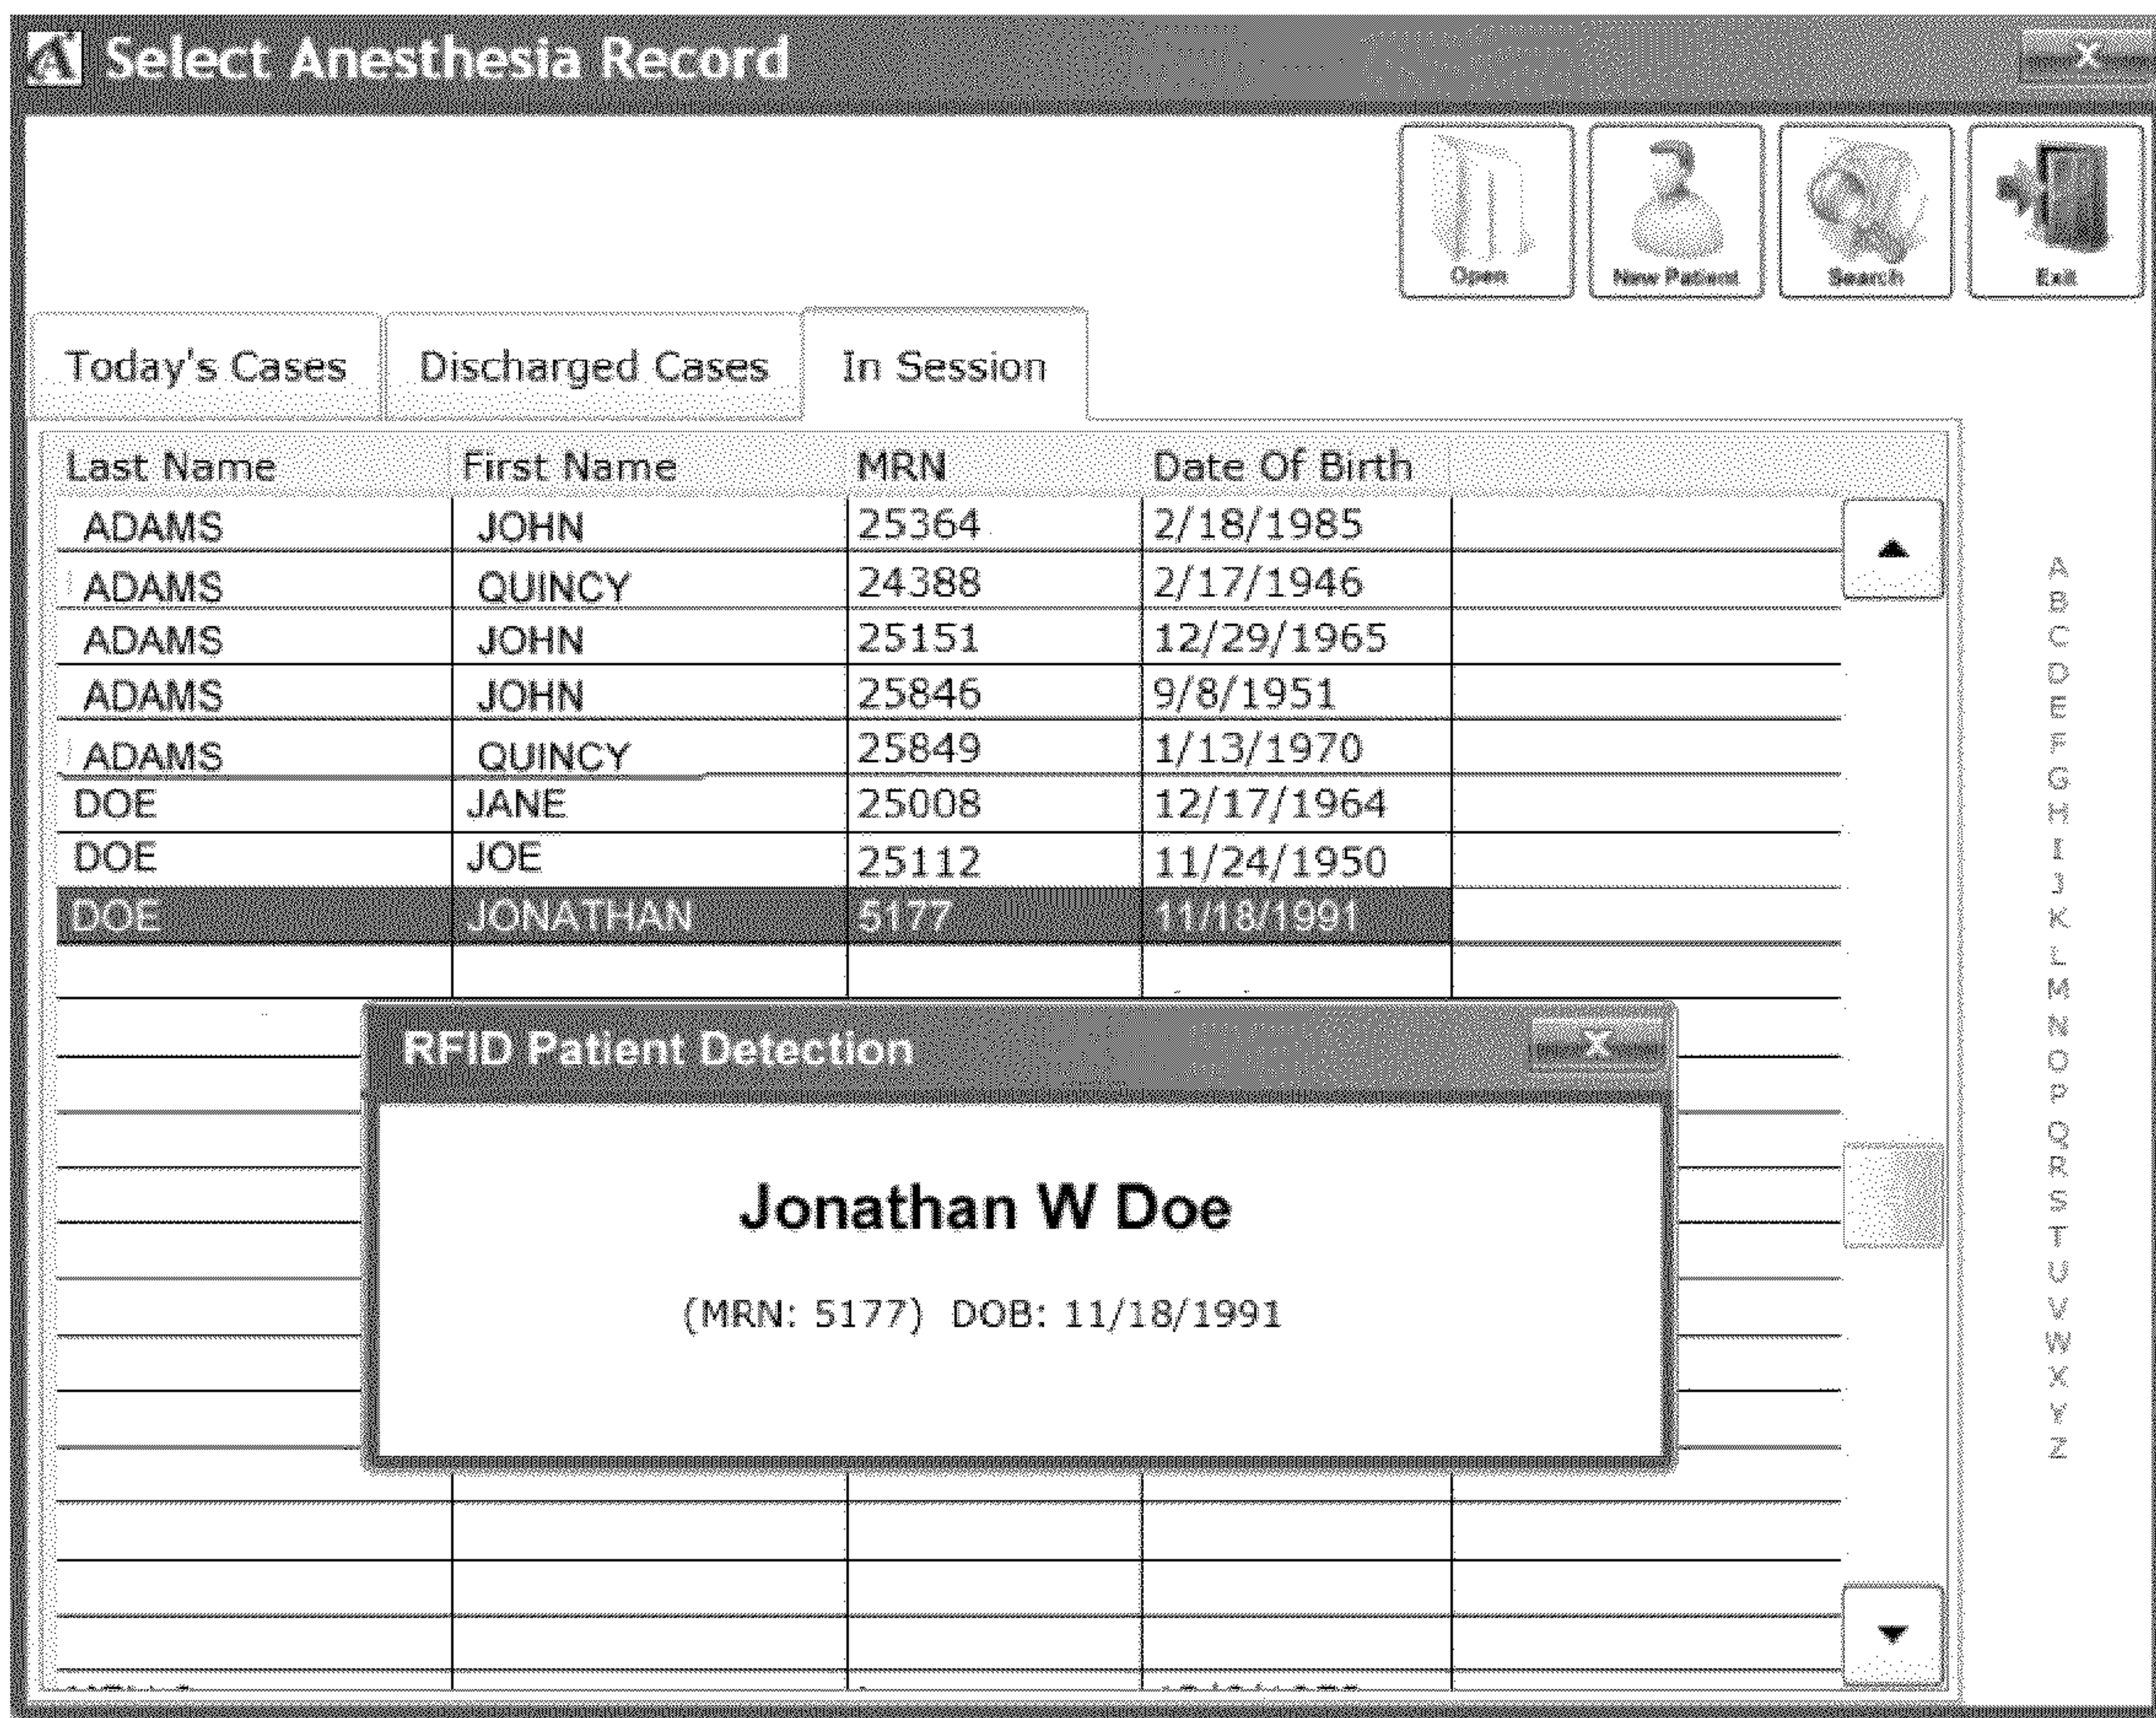 Select Anesthesia Record X
Open New Patient Search Exit
Today's Cases Discharged Cases In Session
Last Name First Name MRN Date Of Birth
ADAMS JOHN 25364 2/18/1985
ADAMS QUINCY 24388 2/17/1946
ADAMS JOHN 25151 12/29/1965
ADAMS JOHN 25846 9/8/1951
ADAMS QUINCY 25849 1/13/1970
DOE JANE 25008 12/17/1964
DOE JOE 25112 11/24/1950
DOE JONATHAN 5177 11/18/1991
RFID Patient Detection X
Jonathan W Doe
(MRN: 5177) DOB: 11/18/1991
A
B
C
D
E
F
G
H
I
J
K
L
M
N
O
P
Q
R
S
T
U
V
W
X
Y
Z